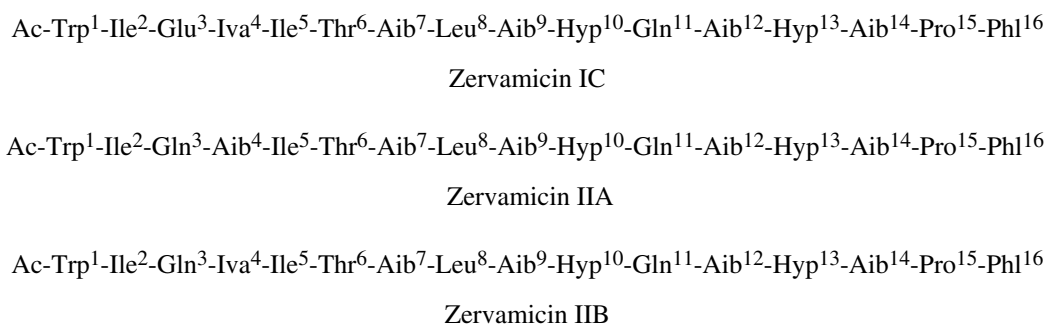 Ac-Trp¹-Ile²-Glu³-Iva⁴-Ile⁵-Thr⁶-Aib⁷-Leu⁸-Aib⁹-Hyp¹⁰-Gln¹¹-Aib¹²-Hyp¹³-Aib¹⁴-Pro¹⁵-Phl¹⁶
Zervamicin IC
Ac-Trp¹-Ile²-Gln³-Aib⁴-Ile⁵-Thr⁶-Aib⁷-Leu⁸-Aib⁹-Hyp¹⁰-Gln¹¹-Aib¹²-Hyp¹³-Aib¹⁴-Pro¹⁵-Phl¹⁶
Zervamicin IIA
Ac-Trp¹-Ile²-Gln³-Iva⁴-Ile⁵-Thr⁶-Aib⁷-Leu⁸-Aib⁹-Hyp¹⁰-Gln¹¹-Aib¹²-Hyp¹³-Aib¹⁴-Pro¹⁵-Phl¹⁶
Zervamicin IIB